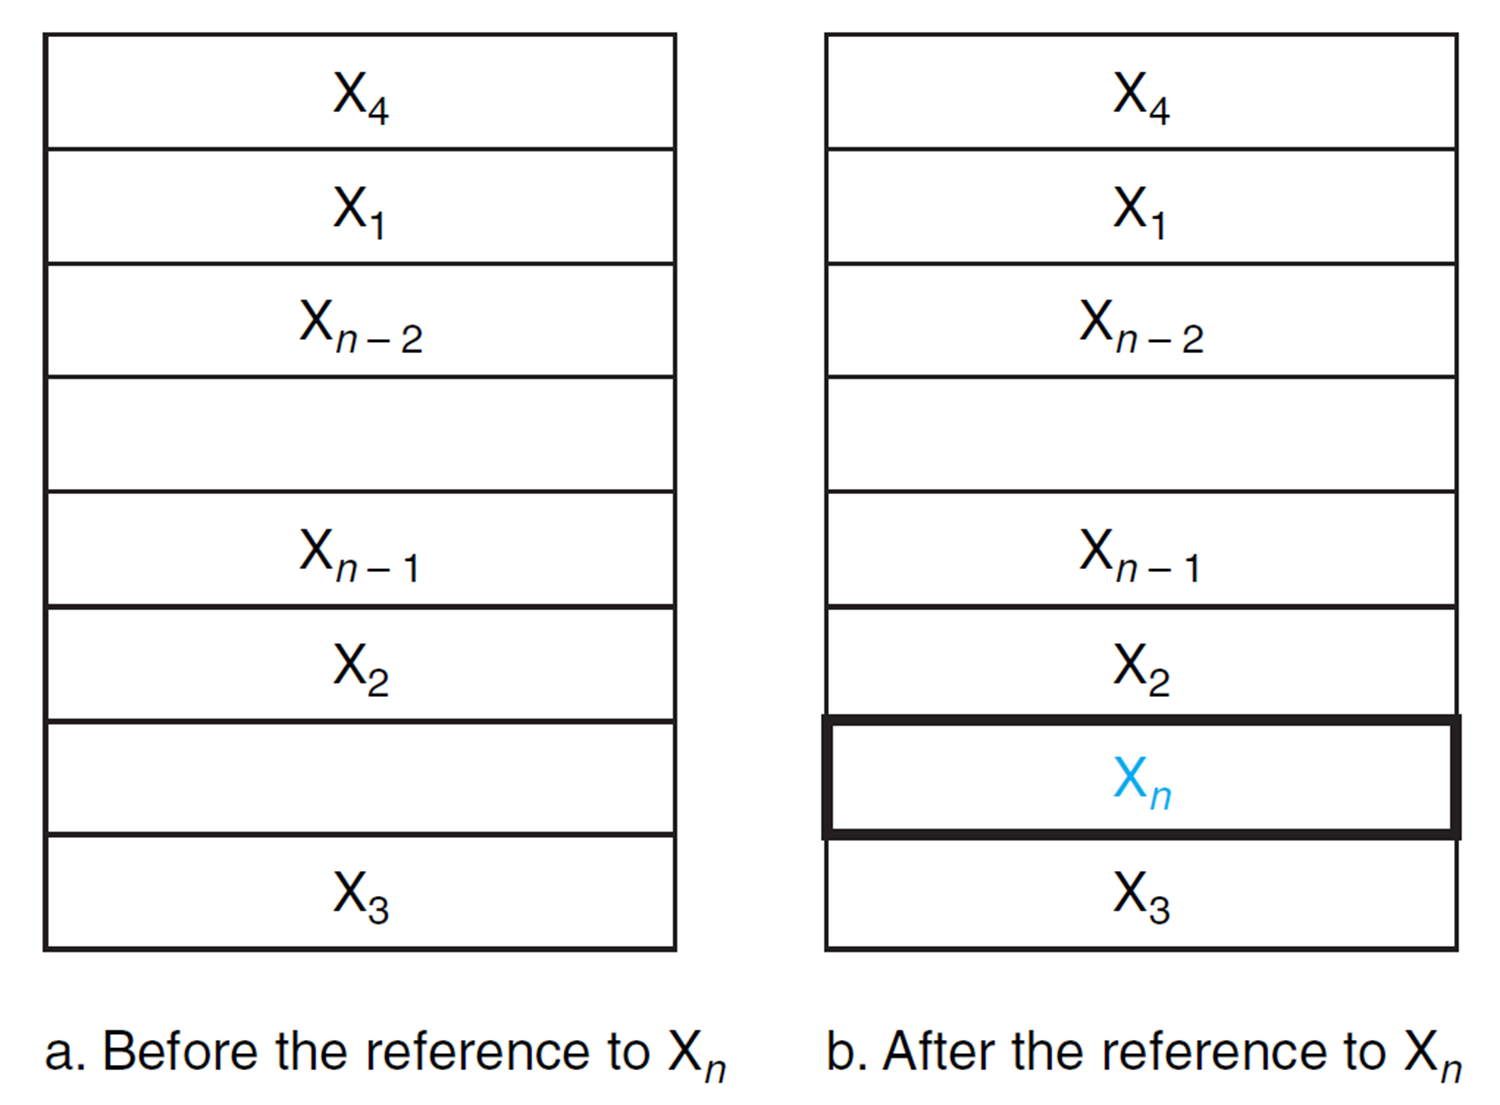 X4 X4
X1 X1
Xn – 2 Xn – 2
Xn – 1 Xn – 1
X2 X2
Xn
X3 X3
a. Before the reference to Xn b. After the reference to Xn